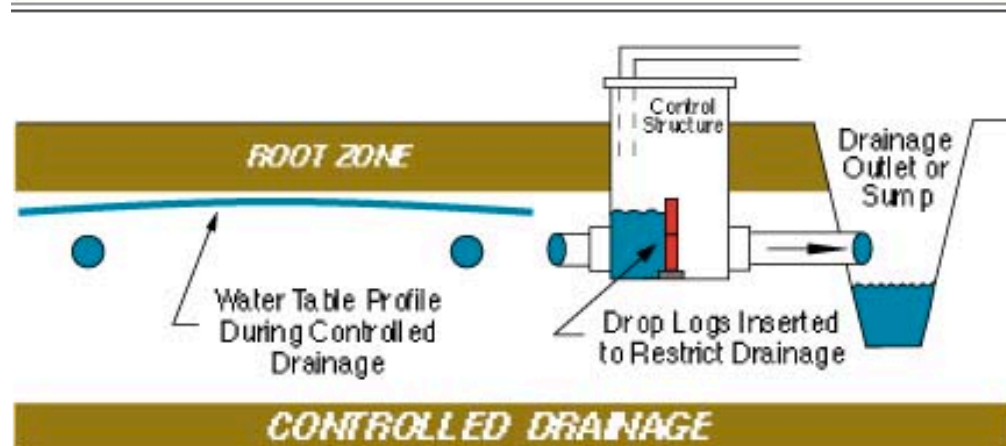 Control
Structure
ROOT ZONE
Drainage
Outlet or
Sump
Water Table Profile
During Controlled
Drainage
Drop Logs Inserted
to Restrict Drainage
CONTROLLED DRAINAGE